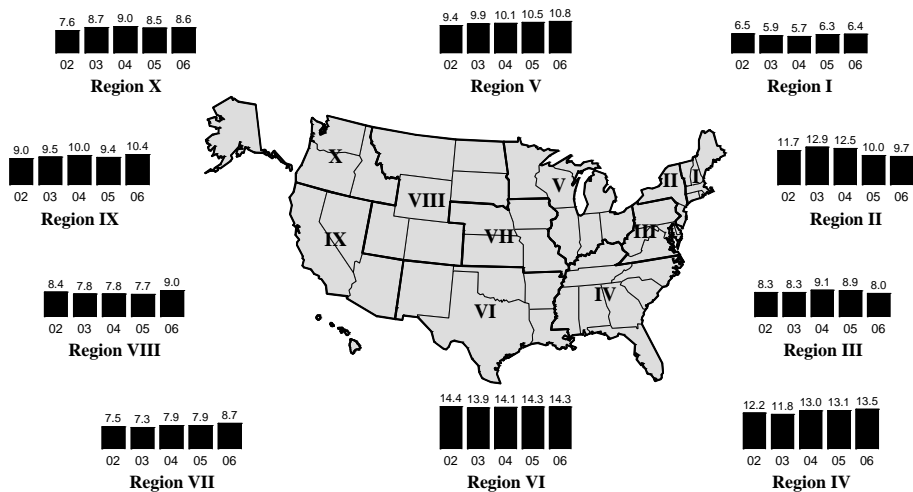 7.6 8.7 9.0 8.5 8.6
02 03 04 05 06
Region X
9.4 9.9 10.1 10.5 10.8
02 03 04 05 06
Region V
6.5 5.9 5.7 6.3 6.4
02 03 04 05 06
Region I
9.0 9.5 10.0 9.4 10.4
02 03 04 05 06
Region IX
11.7 12.9 12.5 10.0 9.7
02 03 04 05 06
Region II
X
VIII
V
II
I
IX
VII
III
VI
IV
8.4 7.8 7.8 7.7 9.0
02 03 04 05 06
Region VIII
8.3 8.3 9.1 8.9 8.0
02 03 04 05 06
Region III
7.5 7.3 7.9 7.9 8.7
02 03 04 05 06
Region VII
14.4 13.9 14.1 14.3 14.3
02 03 04 05 06
Region VI
12.2 11.8 13.0 13.1 13.5
02 03 04 05 06
Region IV